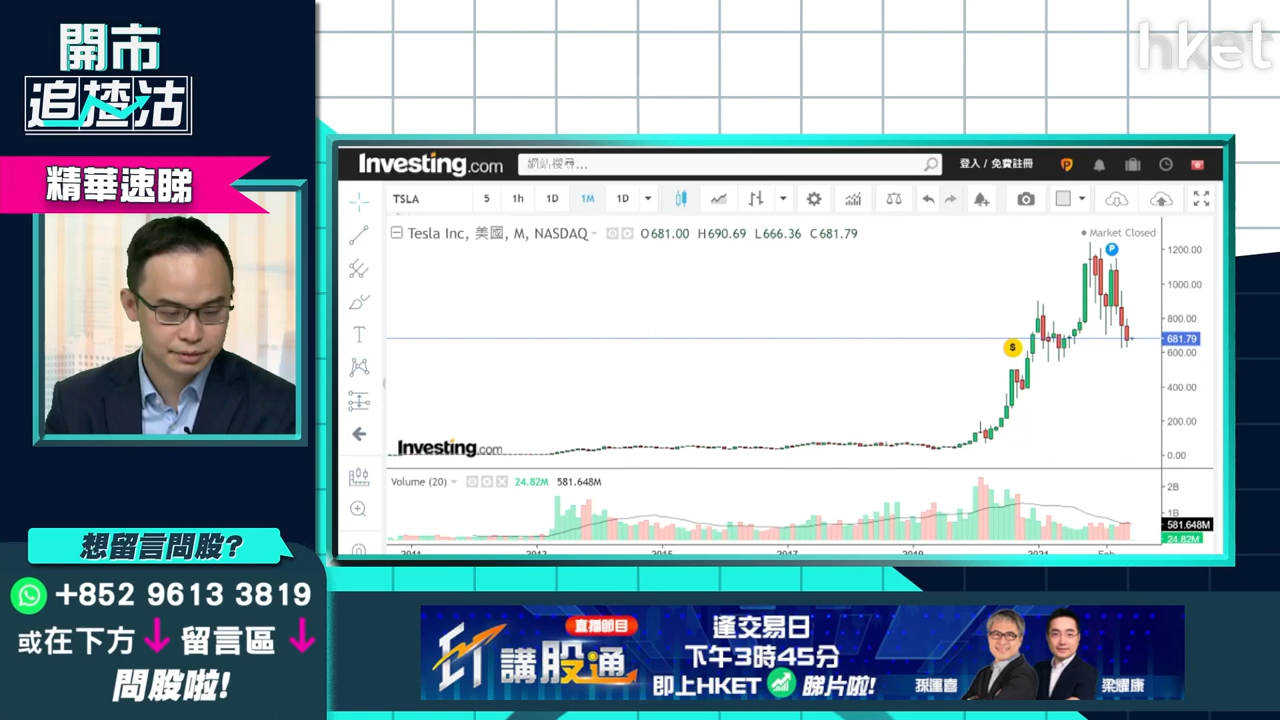 開市
追揸沽
精華速睇
hket
Investing.com
網站搜尋...
登入 / 免費註冊
TSLA
5
1h
1D
1M
1D
Tesla Inc, 美國, M, NASDAQ
O681.00 H690.69 L666.36 C681.79
Market Closed
P
S
1200.00
1000.00
800.00
681.79
600.00
400.00
200.00
0.00
Investing.com
Volume (20)
24.82M
581.648M
2B
1B
581.648M
24.82M
2011
2013
2015
2017
2019
2021
Feb
想留言問股?
+852 9613 3819
或在下方 留言區
問股啦!
ET
講股通
直播節目
逢交易日
下午3時45分
即上HKET 睇片啦!
孫運喜
梁耀康